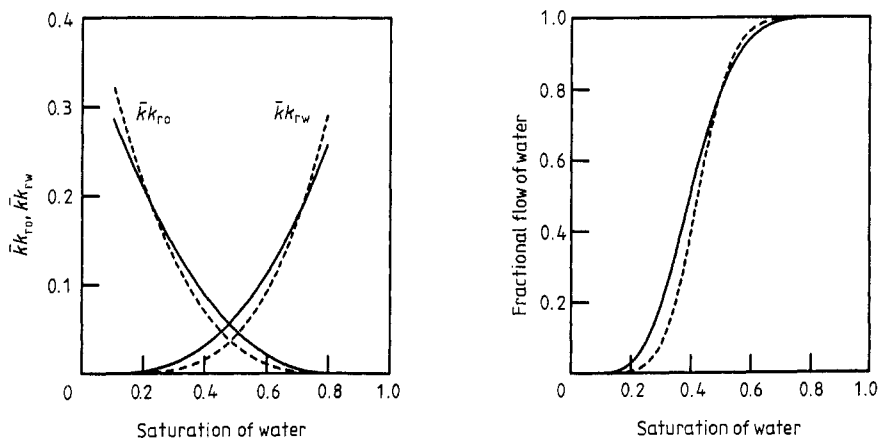 0.4
0.3
0.2
0.1
k̄k_ro, k̄k_rw
k̄k_ro
k̄k_rw
0 0.2 0.4 0.6 0.8 1.0
Saturation of water
1.0
0.8
0.6
0.4
0.2
Fractional flow of water
0 0.2 0.4 0.6 0.8 1.0
Saturation of water